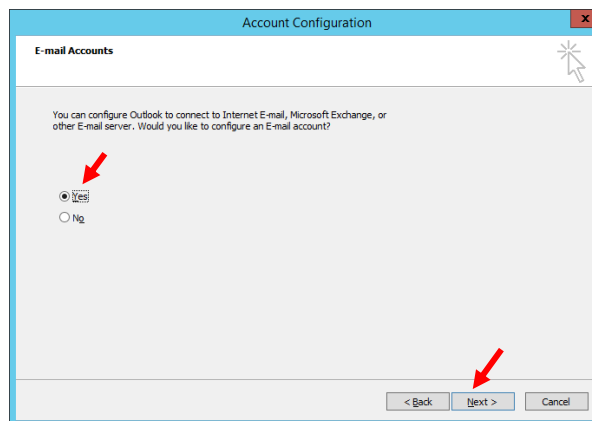 Account Configuration
x
E-mail Accounts
You can configure Outlook to connect to Internet E-mail, Microsoft Exchange, or
other E-mail server. Would you like to configure an E-mail account?
Yes
No
< Back Next > Cancel